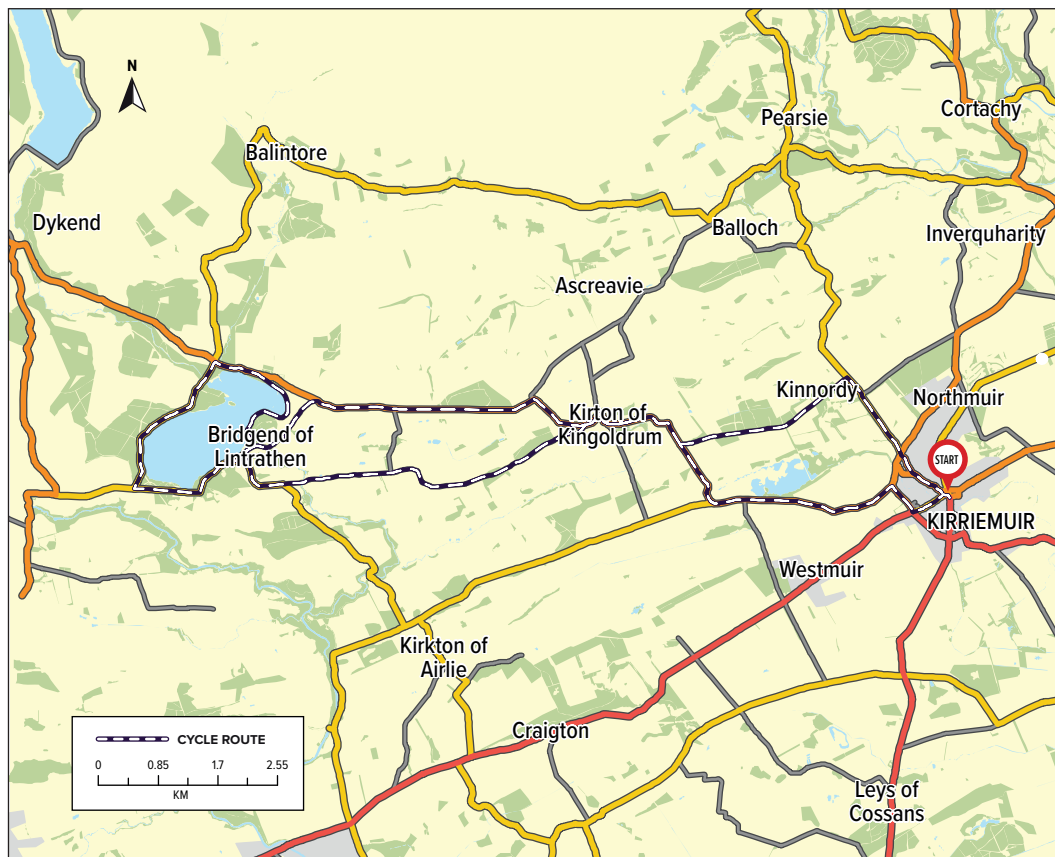 N
Cortachy
Pearsie
Balintore
Dykend
Balloch
Inverquharity
Ascreavie
Kinnordy
Northmuir
Kirton of
Kingoldrum
Bridgend of
Lintrathen
START
KIRRIEMUIR
Westmuir
Kirkton of
Airlie
Craigton
Leys of
Cossans
CYCLE ROUTE
0 0.85 1.7 2.55
KM